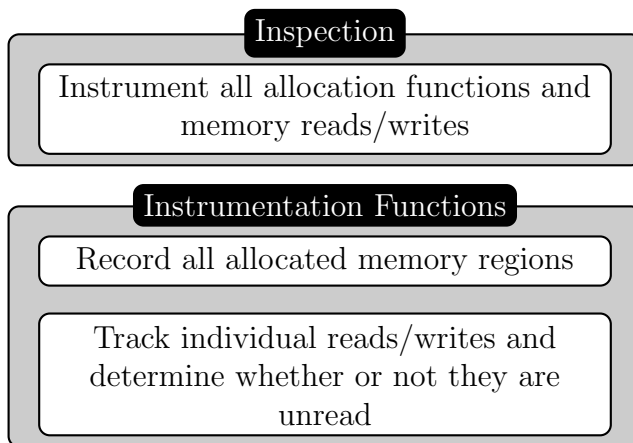 Inspection
Instrument all allocation functions and
memory reads/writes
Instrumentation Functions
Record all allocated memory regions
Track individual reads/writes and
determine whether or not they are
unread